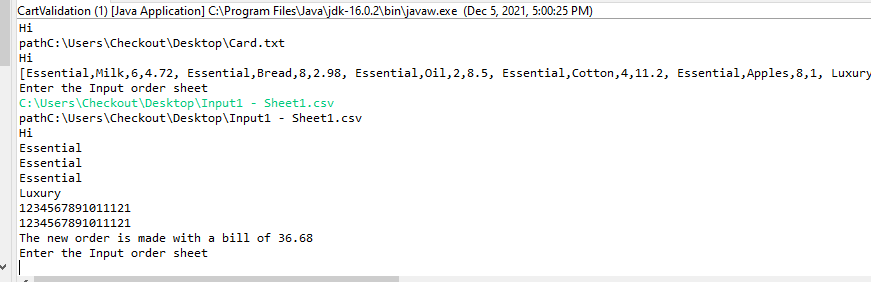 CartValidation (1) [Java Application] C:\Program Files\Java\jdk-16.0.2\bin\javaw.exe (Dec 5, 2021, 5:00:25 PM)
Hi
pathC:\Users\Checkout\Desktop\Card.txt
Hi
[Essential,Milk,6,4.72, Essential,Bread,8,2.98, Essential,Oil,2,8.5, Essential,Cotton,4,11.2, Essential,Apples,8,1, Luxury
Enter the Input order sheet
C:\Users\Checkout\Desktop\Input1 - Sheet1.csv
pathC:\Users\Checkout\Desktop\Input1 - Sheet1.csv
Hi
Essential
Essential
Essential
Luxury
1234567891011121
1234567891011121
The new order is made with a bill of 36.68
Enter the Input order sheet